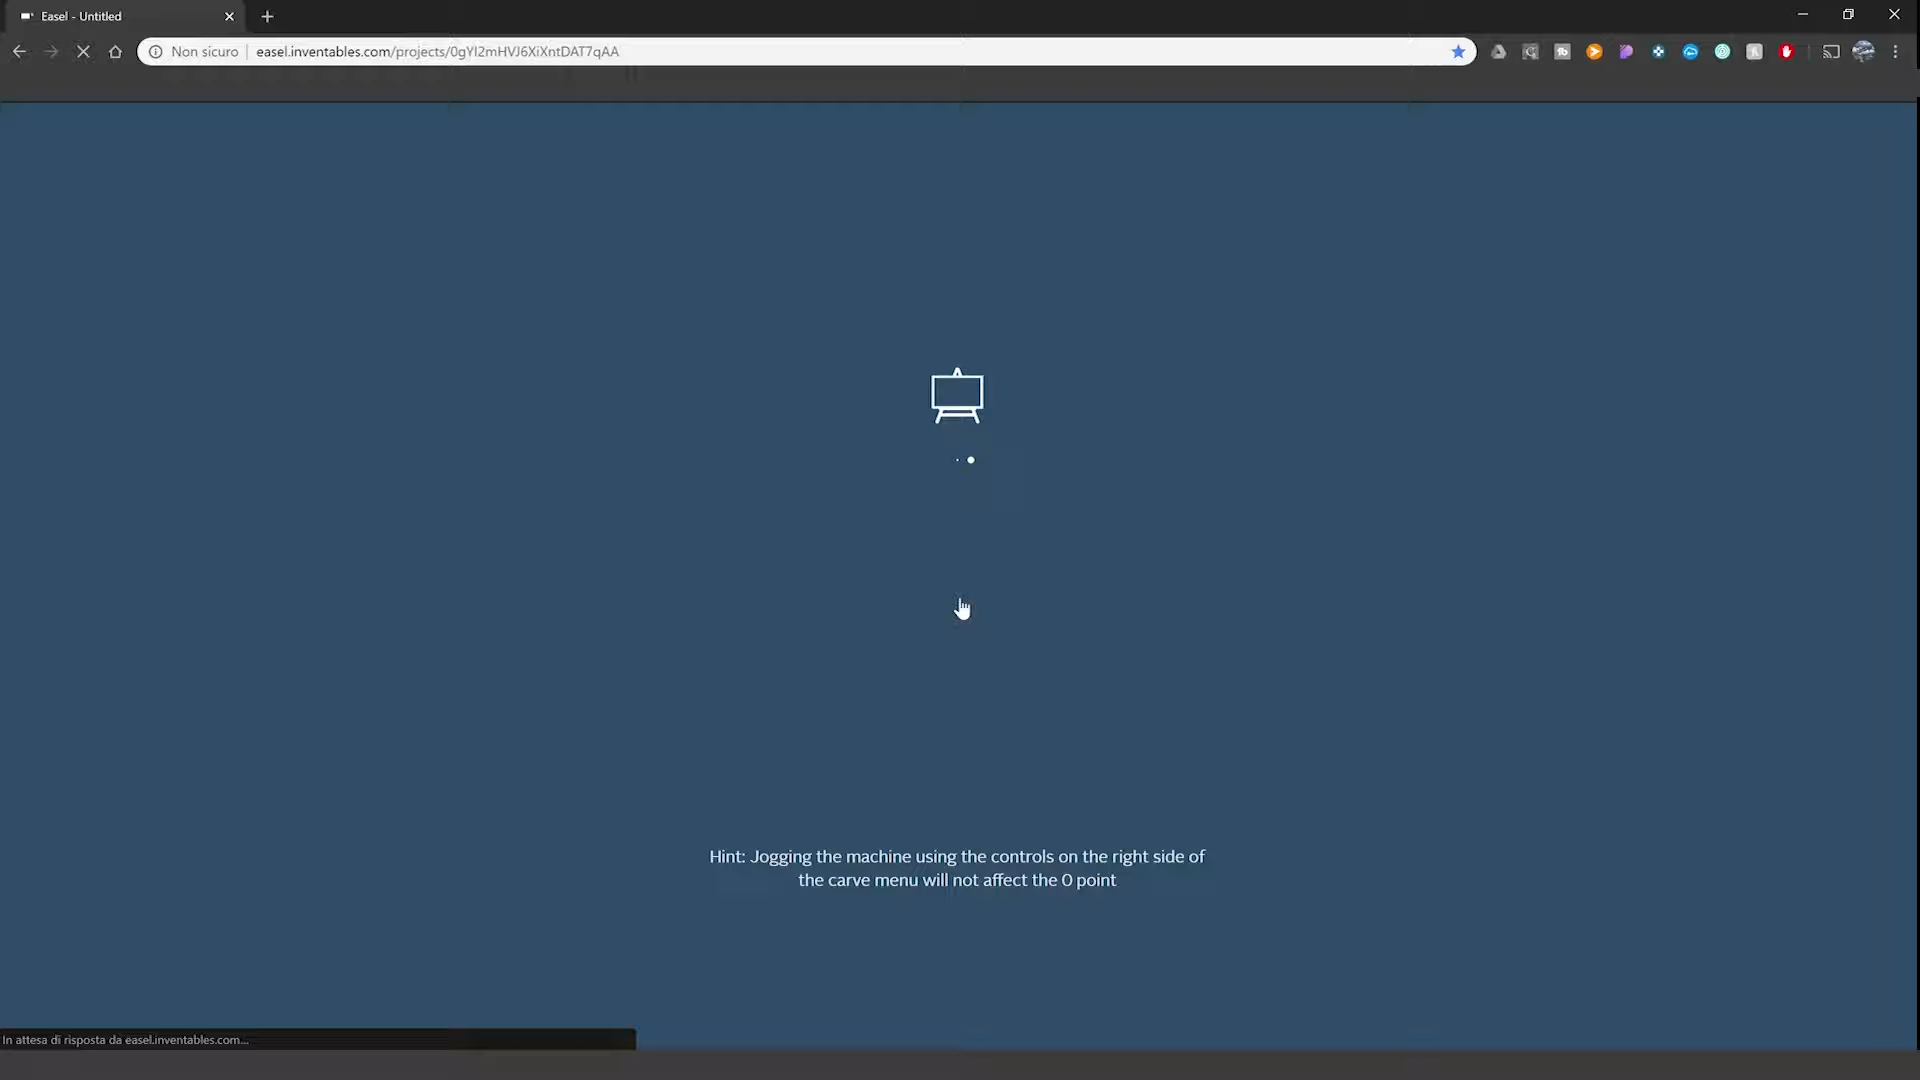 Easel - Untitled
Non sicuro
easel.inventables.com/projects/0gYI2mHVJ6XiXntDAT7qAA
Hint: Jogging the machine using the controls on the right side of
the carve menu will not affect the 0 point
In attesa di risposta da easel.inventables.com...